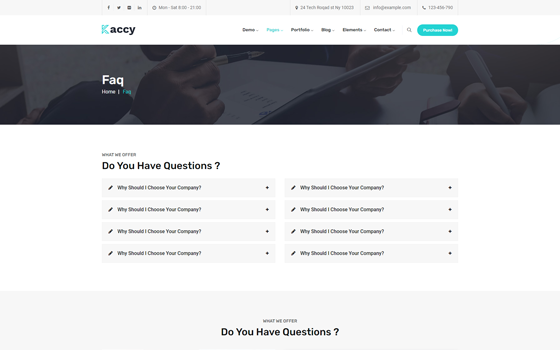 Mon - Sat 8:00 - 21:00
24 Tech Roqad st Ny 10023
info@example.com
123-456-790
Kaccy
Demo
Pages
Portfolio
Blog
Elements
Contact
Purchase Now!
Faq
Home | Faq
WHAT WE OFFER
Do You Have Questions ?
Why Should I Choose Your Company? +
Why Should I Choose Your Company? +
Why Should I Choose Your Company? +
Why Should I Choose Your Company? +
Why Should I Choose Your Company? +
Why Should I Choose Your Company? +
Why Should I Choose Your Company? +
Why Should I Choose Your Company? +
WHAT WE OFFER
Do You Have Questions ?